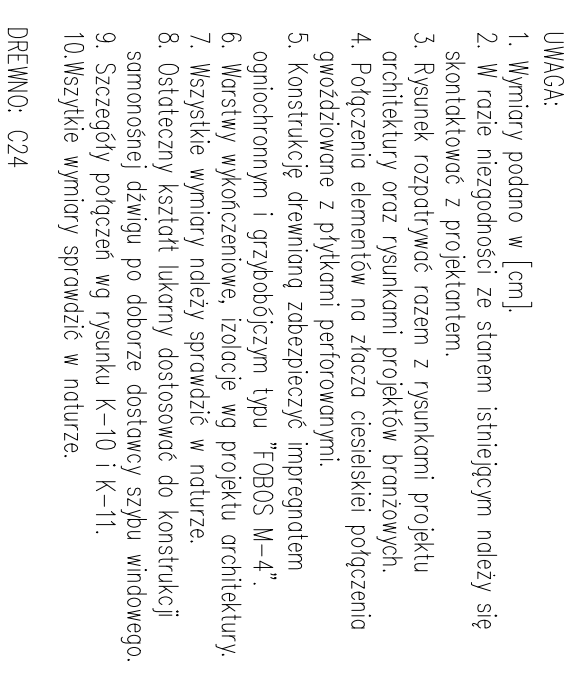 UWAGA:
1. Wymiary podano w [cm].
2. W razie niezgodności ze stanem istniejącym należy się
skontaktować z projektantem.
3. Rysunek rozpatrywać razem z rysunkami projektu
architektury oraz rysunkami projektów branżowych.
4. Połączenia elementów na złącza ciesielskiei połączenia
gwoździowane z płytkami perforowanymi.
5. Konstrukcję drewnianą zabezpieczyć impregnatem
ogniochronnym i grzybobójczym typu "FOBOS M-4".
6. Warstwy wykończeniowe, izolacje wg projektu architektury.
7. Wszystkie wymiary należy sprawdzić w naturze.
8. Ostateczny kształt lukarny dostosować do konstrukcji
samonośnej dźwigu po doborze dostawcy szybu windowego.
9. Szczegóły połączeń wg rysunku K-10 i K-11.
10.Wszytkie wymiary sprawdzić w naturze.
DREWNO: C24